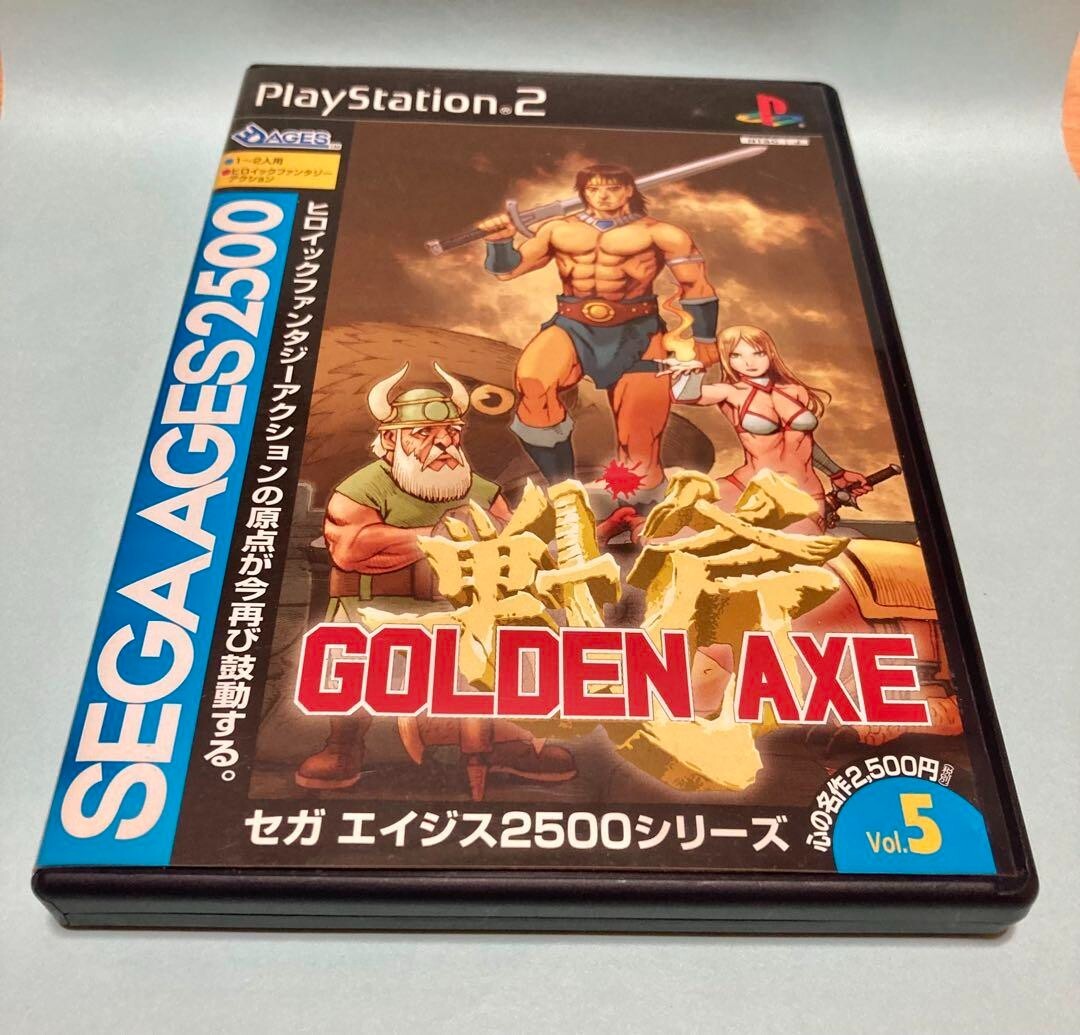 PlayStation®2
3D AGES
NTSC J
●1～2人用
●ヒロイックファンタジー
アクション
SEGA AGES 2500
ヒロイックファンタジーアクションの原点が今再び鼓動する。
戦斧
GOLDEN AXE
心の名作2,500円
セガ エイジス2500シリーズ
Vol.5